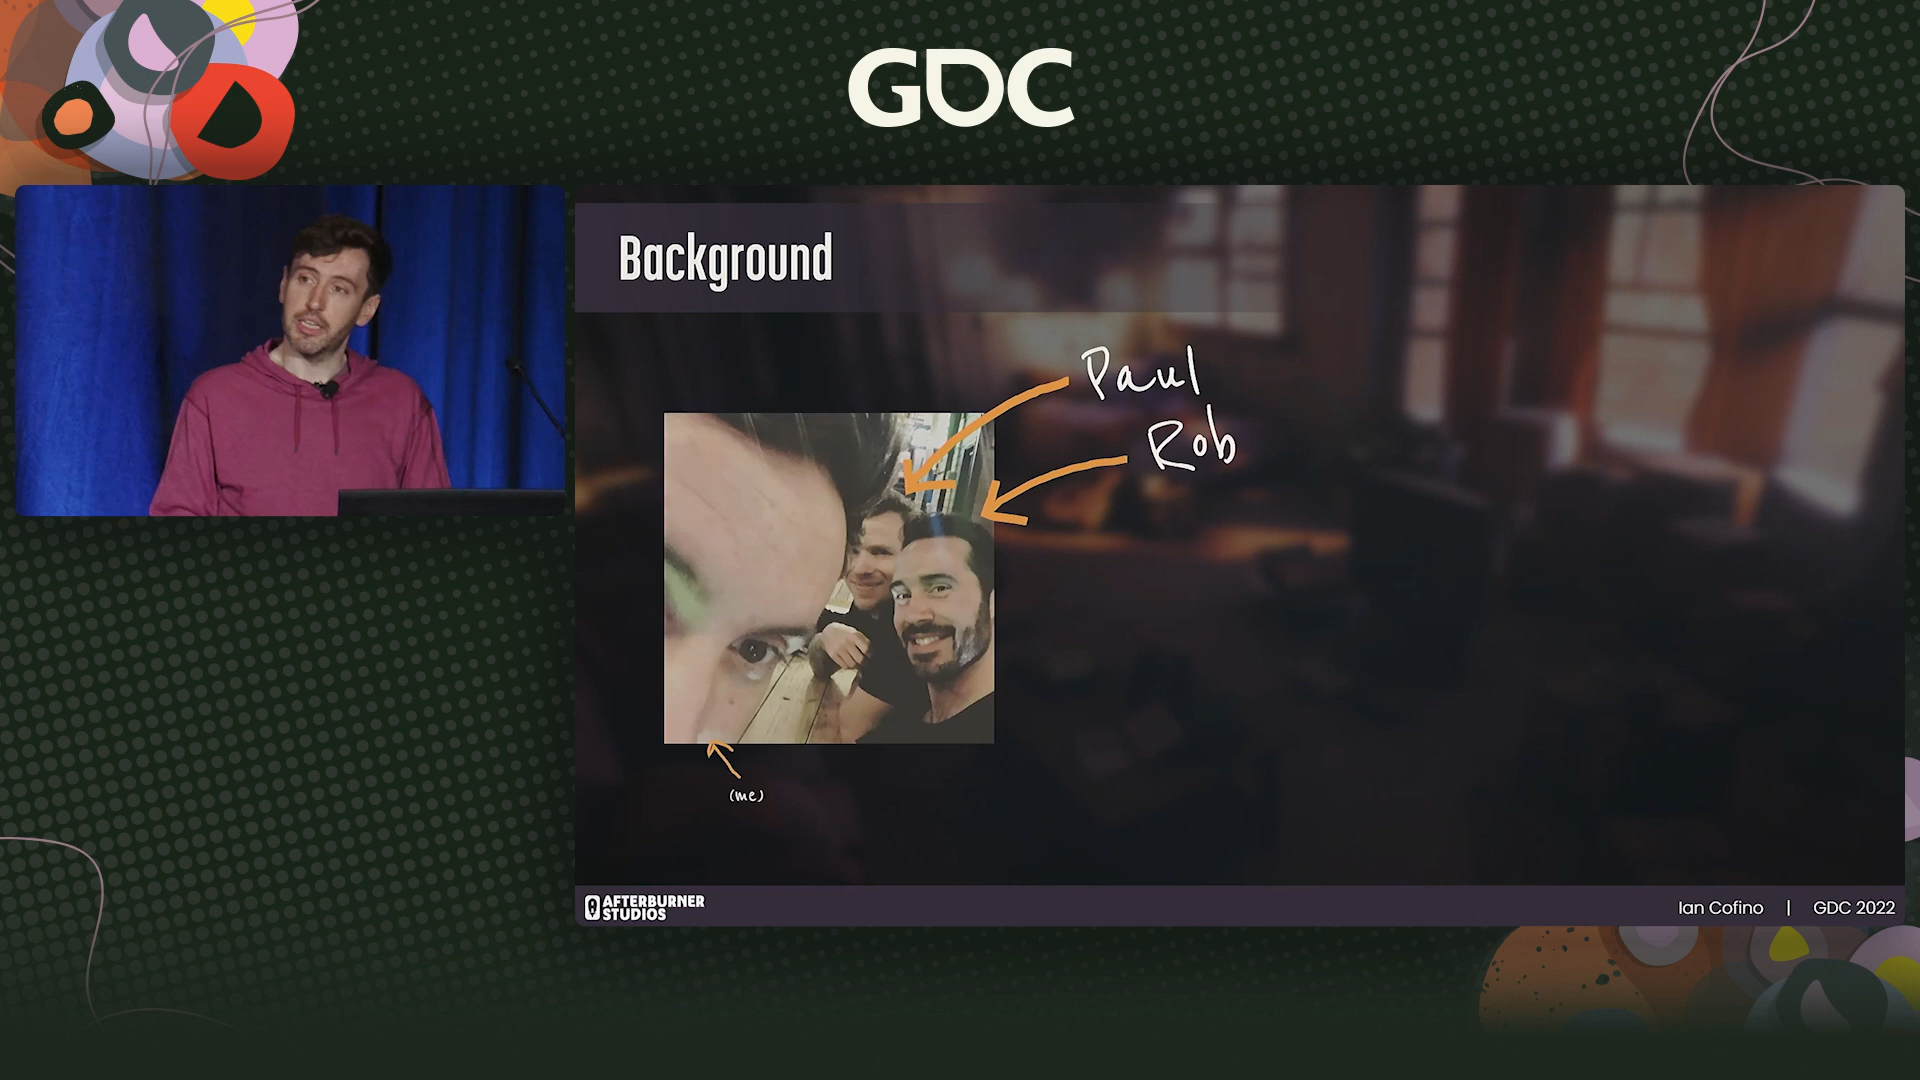 GDC
Background
Paul
Rob
(me)
AFTERBURNER
STUDIOS
Ian Cofino | GDC 2022